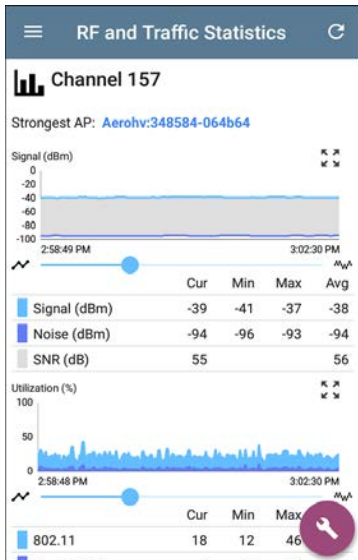 RF and Traffic Statistics
Channel 157
Strongest AP: Aerohv:348584-064b64
Signal (dBm)
0
-20
-40
-60
-80
-100
2:58:49 PM 3:02:30 PM
Cur Min Max Avg
Signal (dBm) -39 -41 -37 -38
Noise (dBm) -94 -96 -93 -94
SNR (dB) 55 56
Utilization (%)
100
50
0
2:58:48 PM 3:02:30 PM
Cur Min Max
802.11 18 12 46